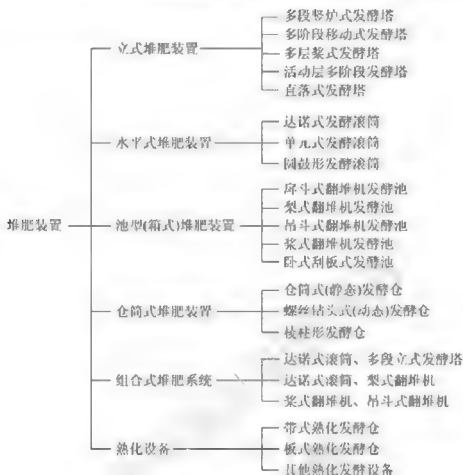 堆肥装置
立式堆肥装置
多段竖炉式发酵塔
多阶段移动式发酵塔
多层桨式发酵塔
活动层多阶段发酵塔
直落式发酵塔
水平式堆肥装置
达诺式发酵滚筒
单元式发酵滚筒
圆鼓形发酵滚筒
池型(箱式)堆肥装置
戽斗式翻堆机发酵池
梨式翻堆机发酵池
吊斗式翻堆机发酵池
桨式翻堆机发酵池
卧式刮板式发酵池
仓筒式堆肥装置
仓筒式(静态)发酵仓
螺丝钻头式(动态)发酵仓
棱柱形发酵仓
组合式堆肥系统
达诺式滚筒、多段立式发酵塔
达诺式滚筒、梨式翻堆机
桨式翻堆机、吊斗式翻堆机
熟化设备
带式熟化发酵仓
板式熟化发酵仓
其他熟化发酵设备